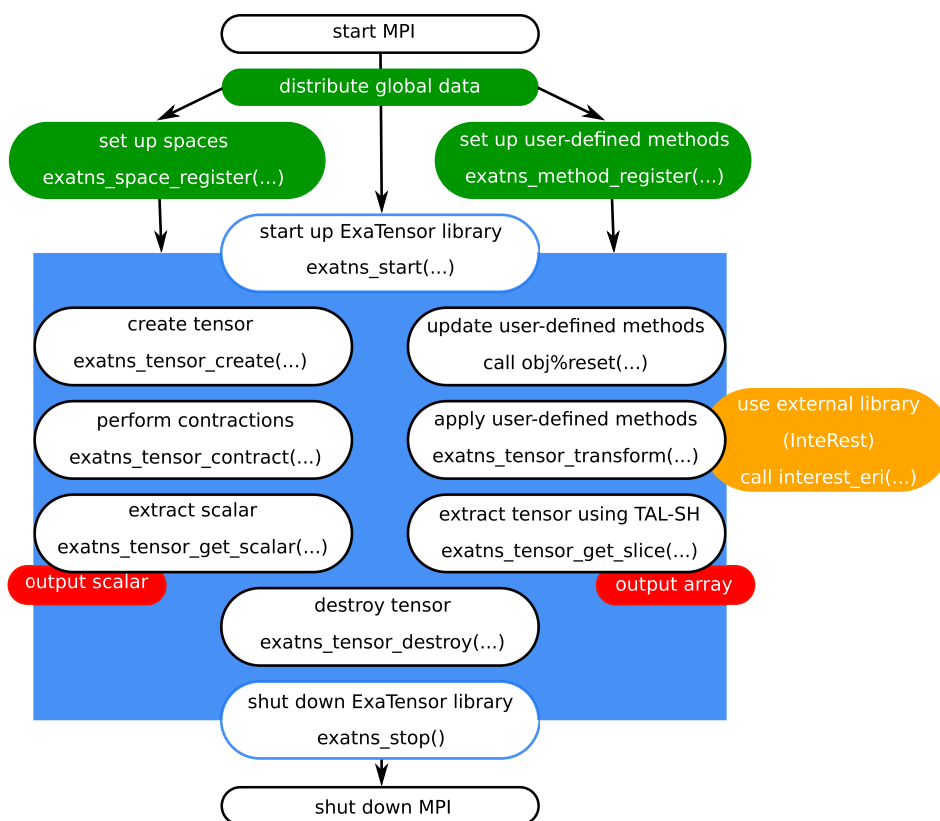 start MPI
distribute global data
set up spaces
exatns_space_register(...)
set up user-defined methods
exatns_method_register(...)
start up ExaTensor library
exatns_start(...)
create tensor
exatns_tensor_create(...)
update user-defined methods
call obj%reset(...)
perform contractions
exatns_tensor_contract(...)
apply user-defined methods
exatns_tensor_transform(...)
use external library
(InteRest)
call interest_eri(...)
extract scalar
exatns_tensor_get_scalar(...)
extract tensor using TAL-SH
exatns_tensor_get_slice(...)
output scalar
output array
destroy tensor
exatns_tensor_destroy(...)
shut down ExaTensor library
exatns_stop()
shut down MPI